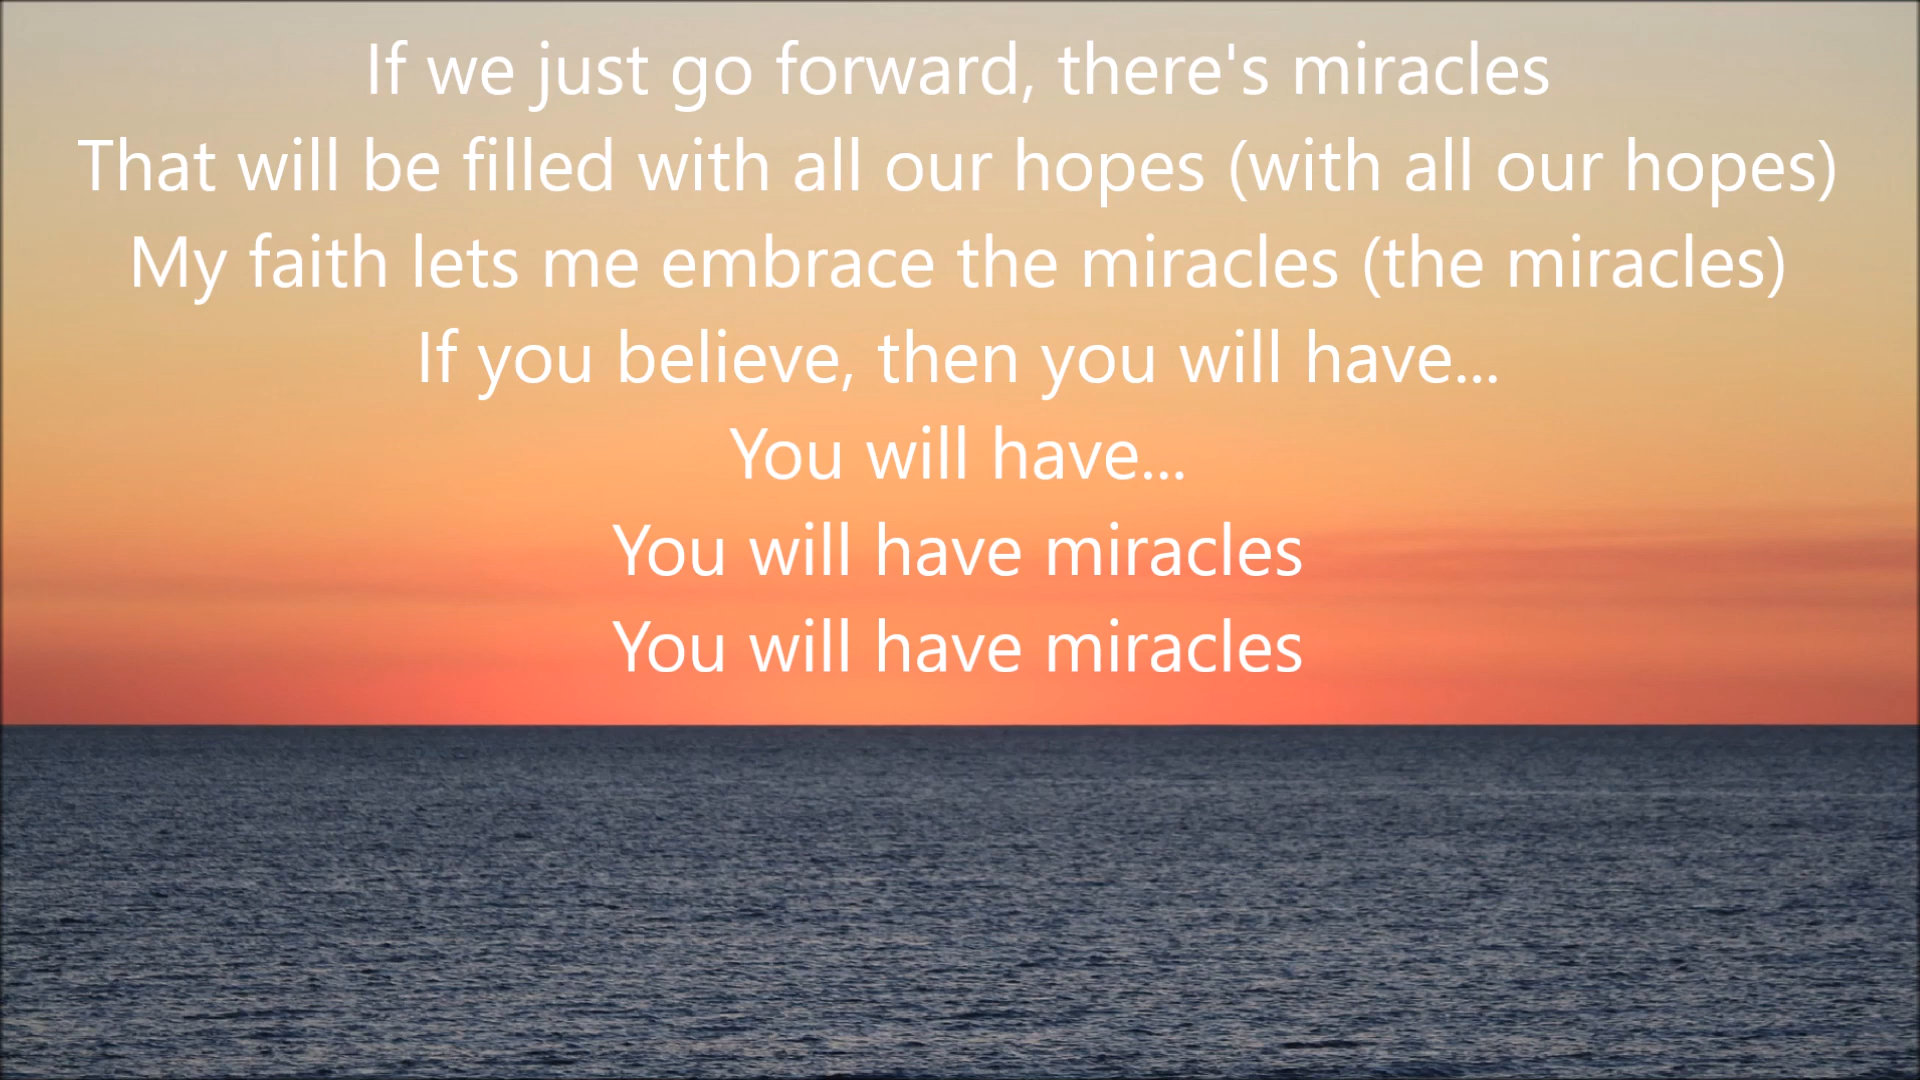 If we just go forward, there's miracles
That will be filled with all our hopes (with all our hopes)
My faith lets me embrace the miracles (the miracles)
If you believe, then you will have...
You will have...
You will have miracles
You will have miracles